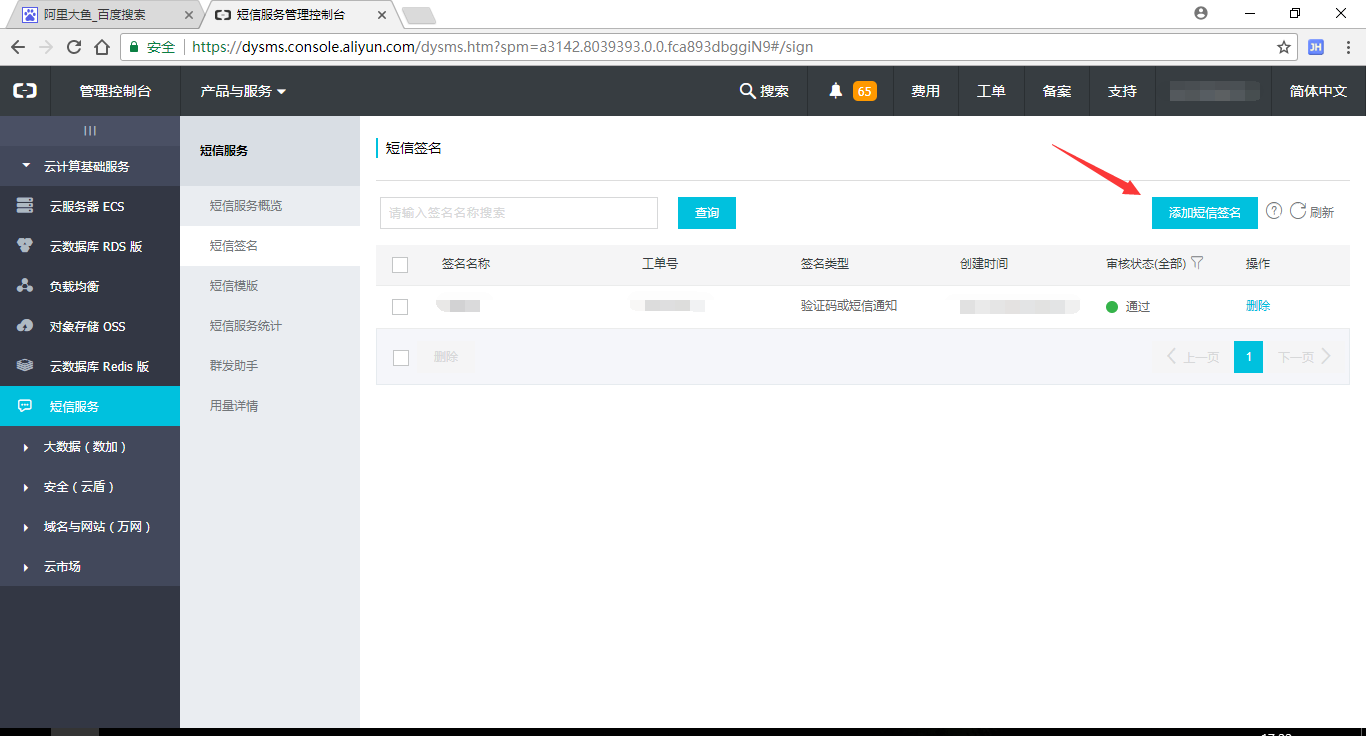 阿里大鱼_百度搜索
短信服务管理控制台
安全 https://dysms.console.aliyun.com/dysms.htm?spm=a3142.8039393.0.0.fca893dbggiN9#/sign
JH
管理控制台 产品与服务 搜索 65 费用 工单 备案 支持 简体中文
云计算基础服务
云服务器 ECS
云数据库 RDS 版
负载均衡
对象存储 OSS
云数据库 Redis 版
短信服务
大数据（数加）
安全（云盾）
域名与网站（万网）
云市场
短信服务
短信服务概览
短信签名
短信模版
短信服务统计
群发助手
用量详情
短信签名
请输入签名名称搜索 查询 添加短信签名 ? 刷新
签名名称 工单号 签名类型 创建时间 审核状态(全部) 操作
验证码或短信通知 通过 删除
删除 上一页 1 下一页